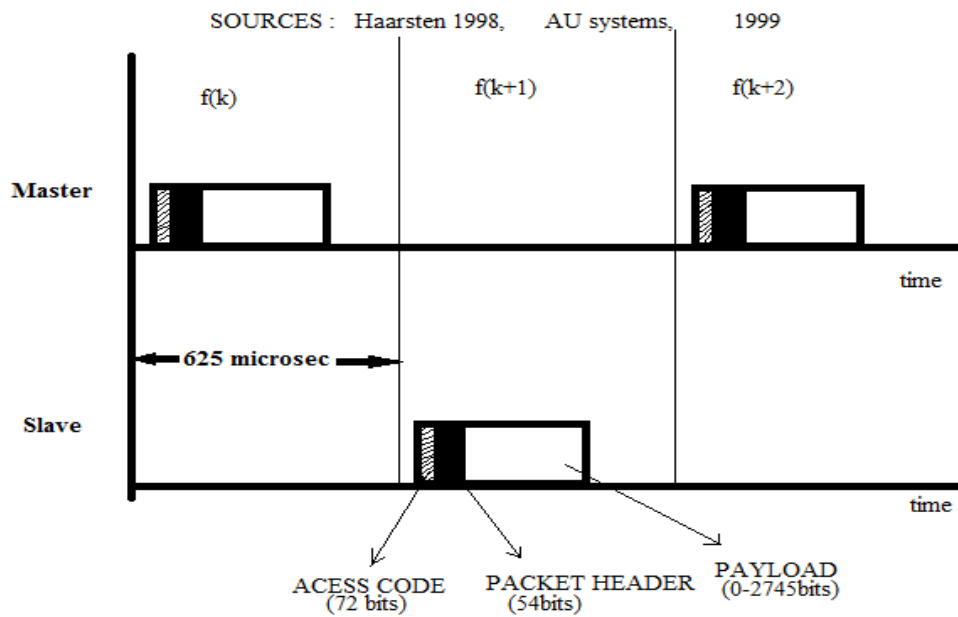 SOURCES : Haarsten 1998, AU systems, 1999
f(k) f(k+1) f(k+2)
Master
time
625 microsec
Slave
time
ACESS CODE
(72 bits)
PACKET HEADER
(54bits)
PAYLOAD
(0-2745bits)